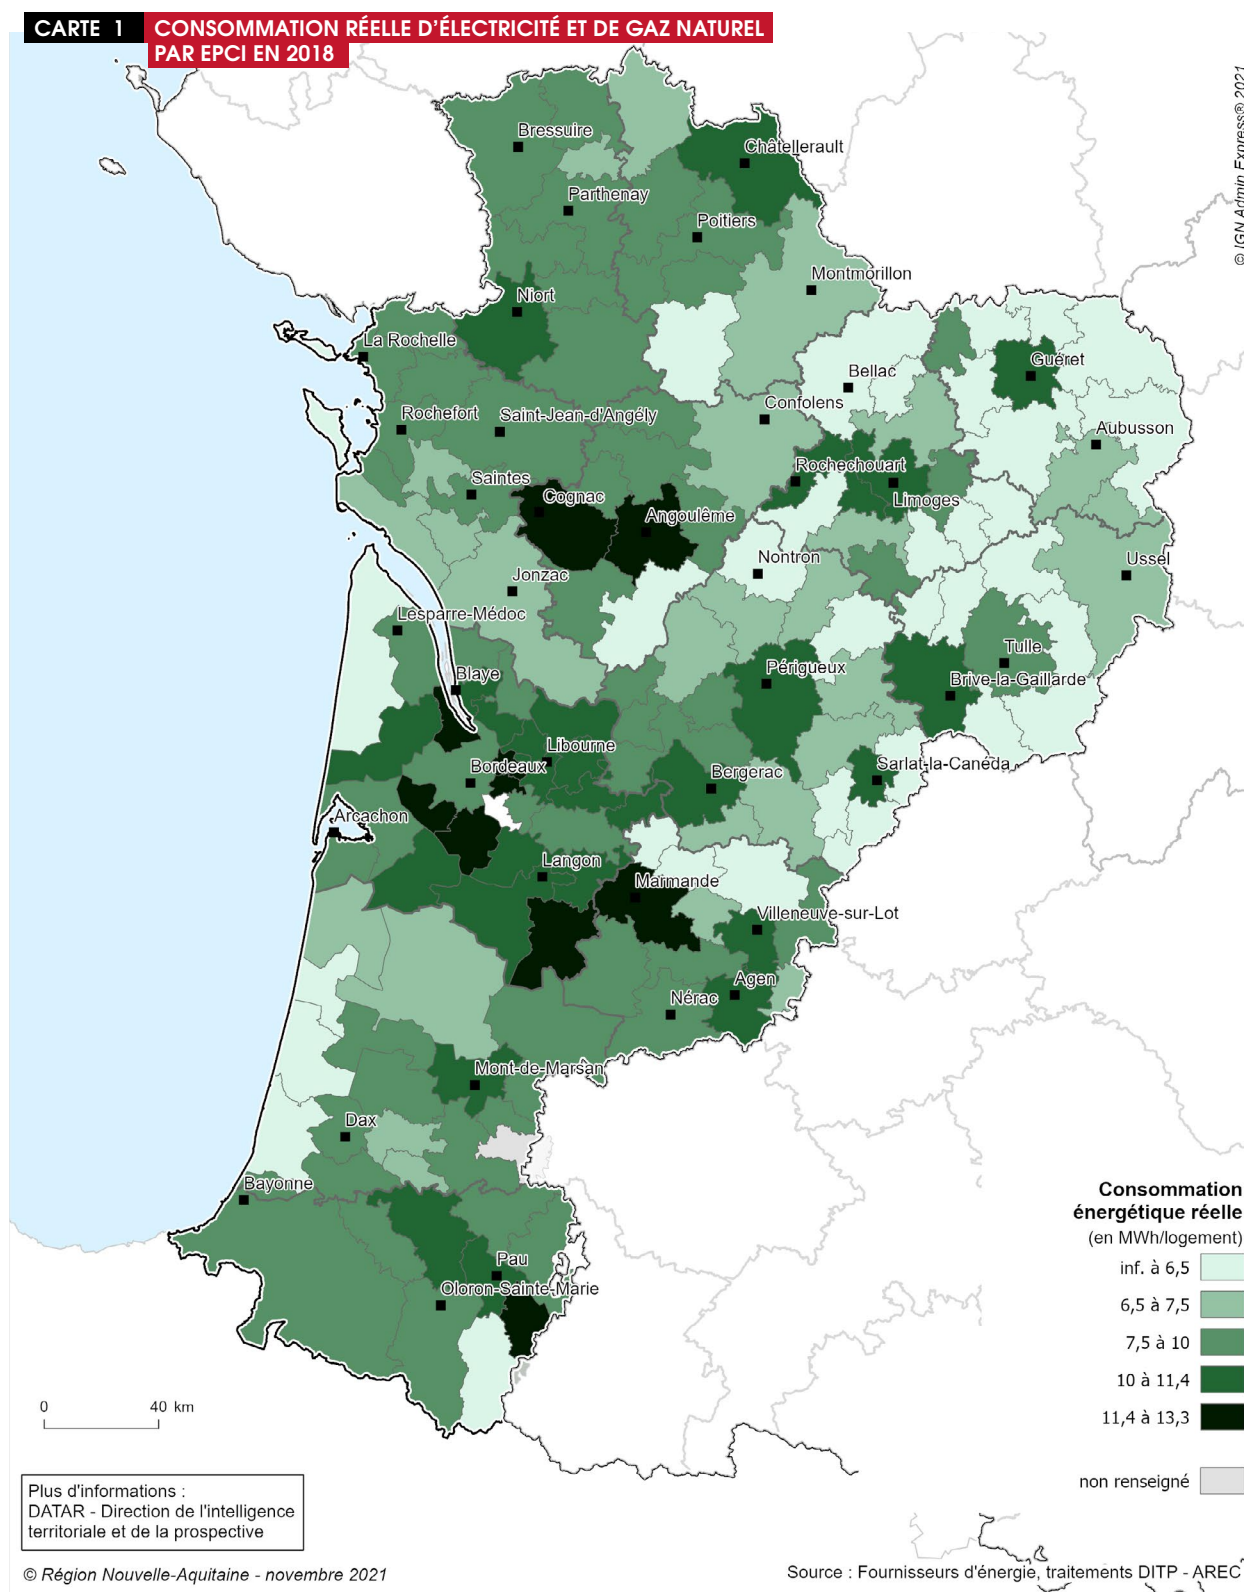 CARTE 1 CONSOMMATION RÉELLE D'ÉLECTRICITÉ ET DE GAZ NATUREL
PAR EPCI EN 2018
© IGN Admin Express® 2021
Bressuire
Châtellerault
Parthenay
Poitiers
Montmorillon
Niort
La Rochelle
Guéret
Bellac
Confolens
Rochefort
Saint-Jean-d'Angély
Aubusson
Rochechouart
Saintes
Cognac
Limoges
Angoulême
Nontron
Ussel
Jonzac
Lesparre-Médoc
Tulle
Blaye
Périgueux
Brive-la-Gaillarde
Libourne
Bordeaux
Bergerac
Sarlat-la-Canéda
Arcachon
Langon
Marmande
Villeneuve-sur-Lot
Agen
Nérac
Mont-de-Marsan
Dax
Bayonne
Pau
Oloron-Sainte-Marie
Consommation
énergétique réelle
(en MWh/logement)
inf. à 6,5
6,5 à 7,5
7,5 à 10
10 à 11,4
11,4 à 13,3
non renseigné
0 40 km
Plus d'informations :
DATAR - Direction de l'intelligence
territoriale et de la prospective
© Région Nouvelle-Aquitaine - novembre 2021
Source : Fournisseurs d'énergie, traitements DITP - AREC